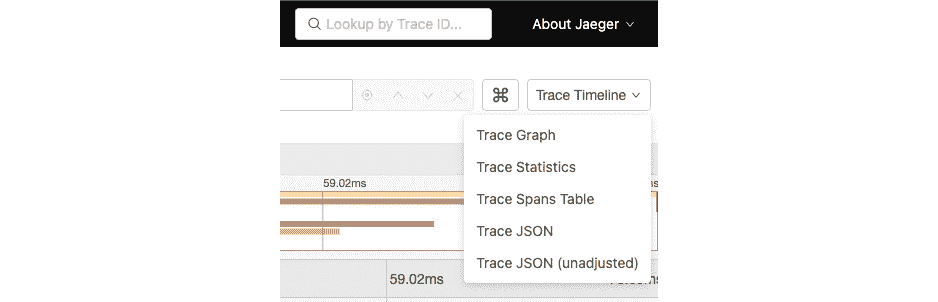 Lookup by Trace ID...
About Jaeger
Trace Timeline
Trace Graph
Trace Statistics
59.02ms
Trace Spans Table
Trace JSON
Trace JSON (unadjusted)
59.02ms